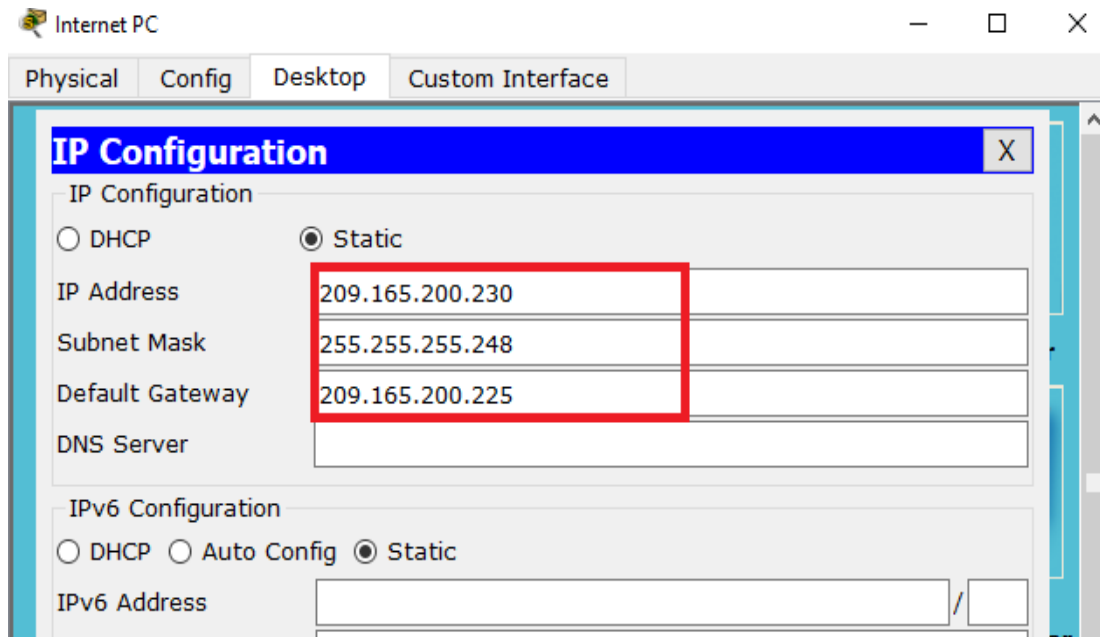 Internet PC
Physical Config Desktop Custom Interface
IP Configuration X
IP Configuration
DHCP Static
IP Address 209.165.200.230
Subnet Mask 255.255.255.248
Default Gateway 209.165.200.225
DNS Server
IPv6 Configuration
DHCP Auto Config Static
IPv6 Address /